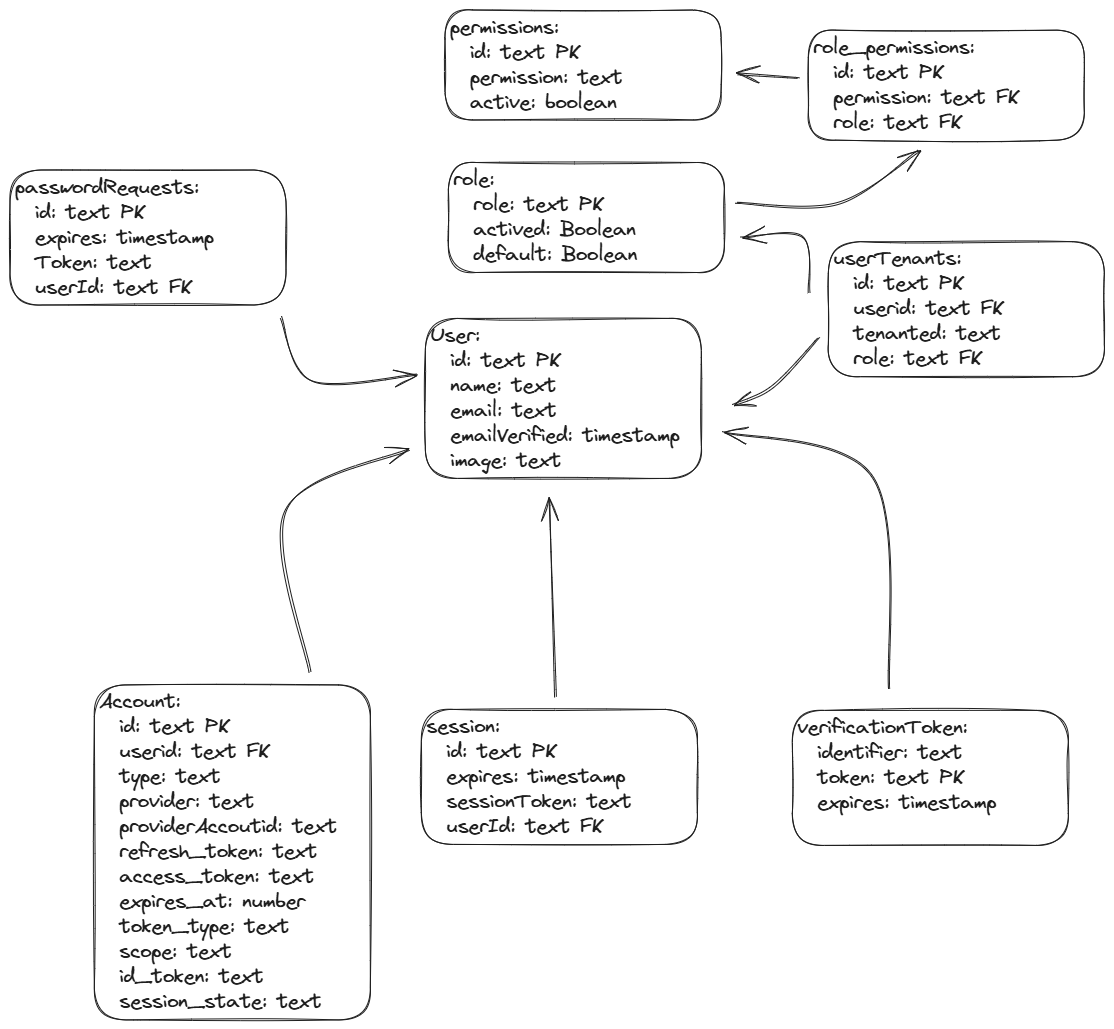 permissions:
id: text PK
permission: text
active: boolean
role_permissions:
id: text PK
permission: text FK
role: text FK
passwordRequests:
id: text PK
expires: timestamp
Token: text
userId: text FK
role:
role: text PK
actived: Boolean
default: Boolean
userTenants:
id: text PK
userid: text FK
tenanted: text
role: text FK
User:
id: text PK
name: text
email: text
emailVerified: timestamp
image: text
Account:
id: text PK
userid: text FK
type: text
provider: text
providerAccoutid: text
refresh_token: text
access_token: text
expires_at: number
token_type: text
scope: text
id_token: text
session_state: text
session:
id: text PK
expires: timestamp
sessionToken: text
userId: text FK
verificationToken:
identifier: text
token: text PK
expires: timestamp